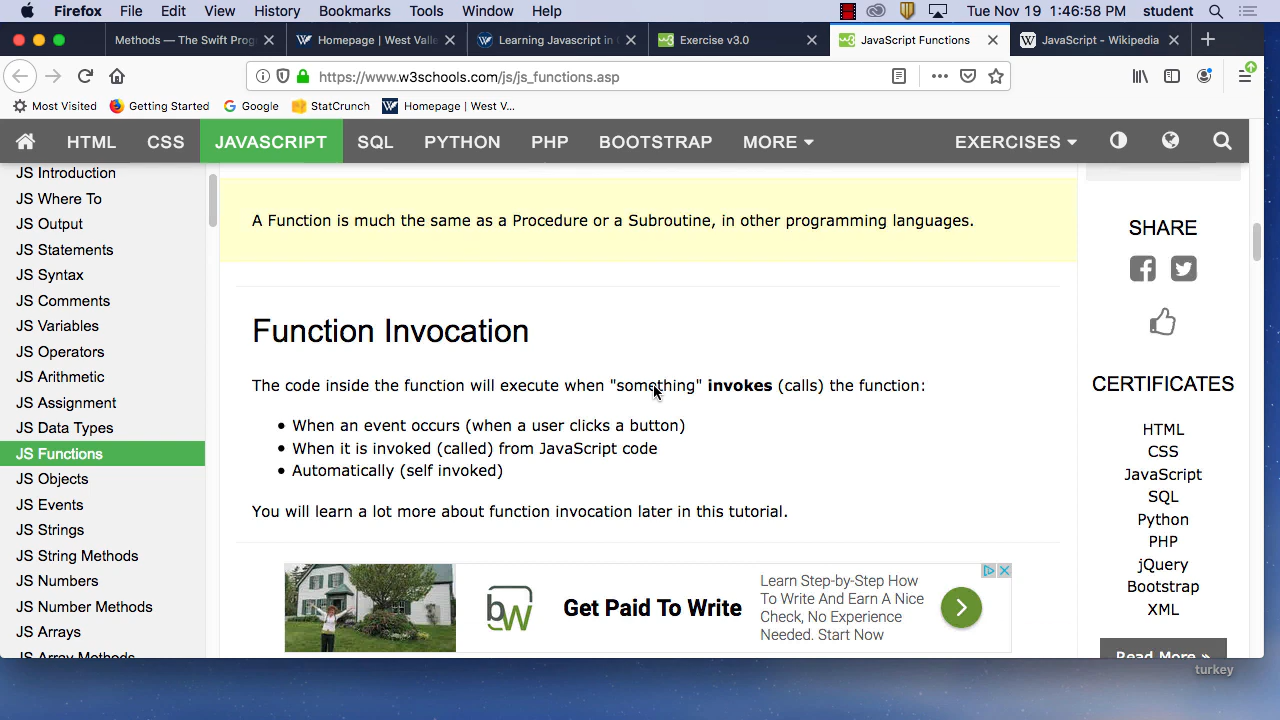 Firefox File Edit View History Bookmarks Tools Window Help Tue Nov 19 1:46:58 PM student
Methods — The Swift Prog Homepage | West Valle Learning Javascript in Exercise v3.0 JavaScript Functions JavaScript - Wikipedia
https://www.w3schools.com/js/js_functions.asp
Most Visited Getting Started Google StatCrunch Homepage | West V...
HTML CSS JAVASCRIPT SQL PYTHON PHP BOOTSTRAP MORE EXERCISES
JS Introduction
JS Where To
JS Output
JS Statements
JS Syntax
JS Comments
JS Variables
JS Operators
JS Arithmetic
JS Assignment
JS Data Types
JS Functions
JS Objects
JS Events
JS Strings
JS String Methods
JS Numbers
JS Number Methods
JS Arrays
JS Array Methods
A Function is much the same as a Procedure or a Subroutine, in other programming languages.
Function Invocation
The code inside the function will execute when "something" invokes (calls) the function:
• When an event occurs (when a user clicks a button)
• When it is invoked (called) from JavaScript code
• Automatically (self invoked)
You will learn a lot more about function invocation later in this tutorial.
bw
Get Paid To Write
Learn Step-by-Step How
To Write And Earn A Nice
Check, No Experience
Needed. Start Now
SHARE
CERTIFICATES
HTML
CSS
JavaScript
SQL
Python
PHP
jQuery
Bootstrap
XML
Read More »
turkey